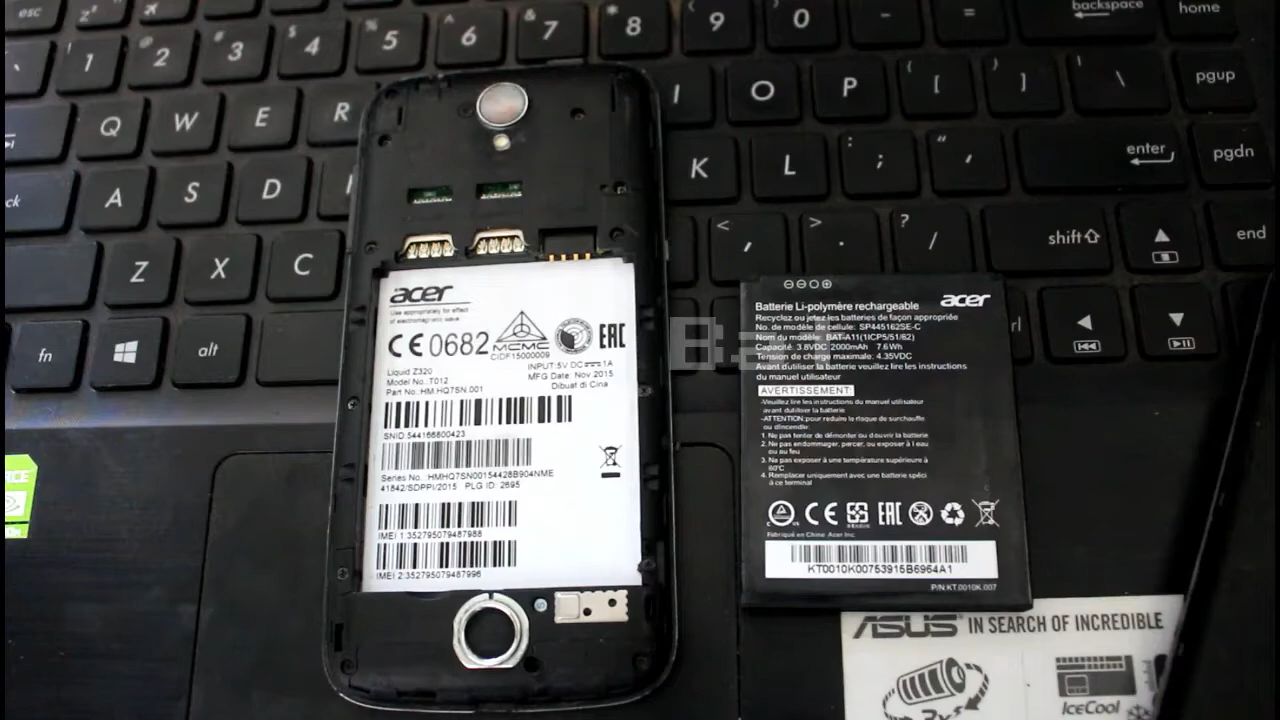 esc
f1
f2
1
@ 2
# 3
$ 4
5
^ 6
& 7
* 8
( 9
) 0
-
=
backspace
home
Q
W
E
R
I
O
P
{ [
} ]
| \
pgup
A
S
D
K
L
: ;
" '
enter
pgdn
Z
X
C
< ,
> .
? /
shift
end
fn
alt
acer
Use appropriately for effect
of electromagnetic wave
CE0682
MCMC
CIDF15000009
EAC
Liquid Z320
INPUT:5V DC 1A
Model No.:T012
MFG Date: Nov 2015
Part No.:HM.HQ7SN.001
Dibuat di Cina
SNID:544166800423
Series No.: HMHQ7SN00154428B904NME
41842/SDPPI/2015 PLG ID: 2695
IMEI 1:352795079487988
IMEI 2:352795079487996
Batterie Li-polymère rechargeable
acer
Recyclez ou jetez les batteries de façon appropriée
No. de modèle de cellule: SP445162SE-C
Nom du modèle: BAT-A11(1ICP5/51/62)
Capacité: 3.8VDC 2000mAh 7.6Wh
Tension de charge maximale: 4.35VDC
Avant d'utiliser la batterie veuillez lire les instructions
du manuel utilisateur
AVERTISSEMENT:
-Veuillez lire les instructions du manuel utilisateur
avant d'utiliser la batterie
-ATTENTION:pour reduire le risque de surchauffe
ou d'incendier:
1. Ne pas tenter de démonter ou d'ouvrir la batterie
2. Ne pas endommager, percer, ou exposer à l eau
ou au feu
3. Ne pas exposer à une température supérieure à
60°C
4. Remplacer uniquement avec une batterie spéci
à ce terminal
CE
EAC
Fabriqué en Chine Acer Inc.
KT0010K00753915B6964A1
P/N:KT.0010K.007
ASUS IN SEARCH OF INCREDIBLE
3xs
IceCool